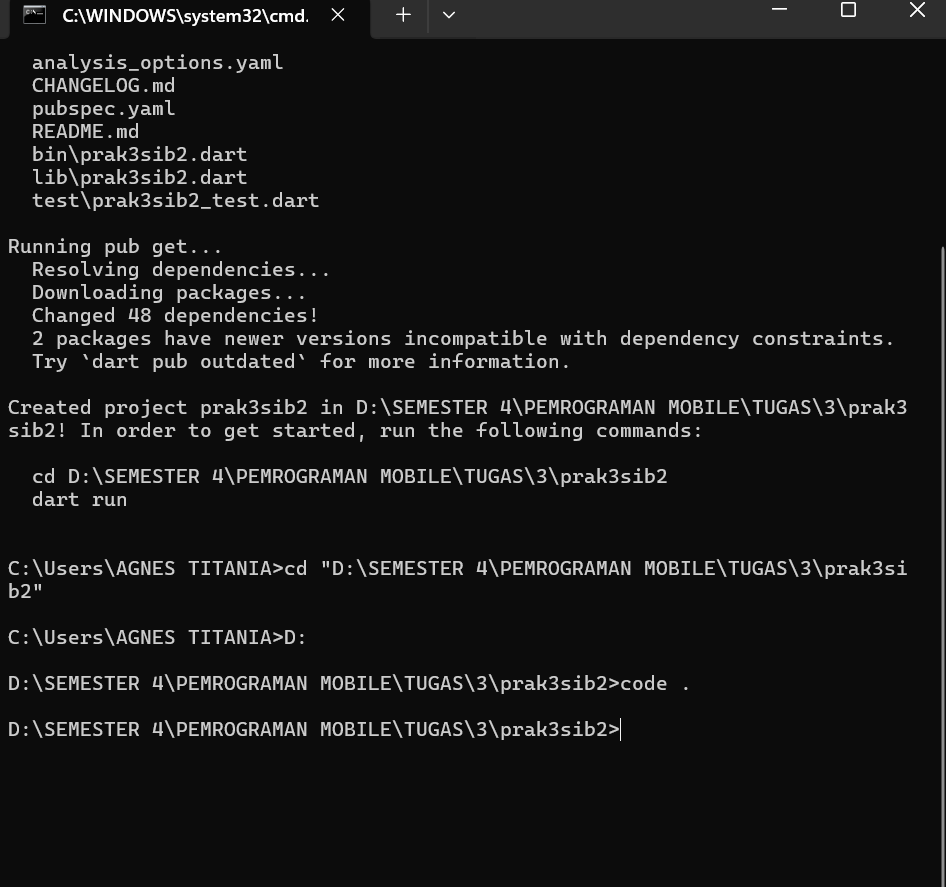 C:\WINDOWS\system32\cmd.
analysis_options.yaml
CHANGELOG.md
pubspec.yaml
README.md
bin\prak3sib2.dart
lib\prak3sib2.dart
test\prak3sib2_test.dart
Running pub get...
Resolving dependencies...
Downloading packages...
Changed 48 dependencies!
2 packages have newer versions incompatible with dependency constraints.
Try `dart pub outdated` for more information.
Created project prak3sib2 in D:\SEMESTER 4\PEMROGRAMAN MOBILE\TUGAS\3\prak3
sib2! In order to get started, run the following commands:
cd D:\SEMESTER 4\PEMROGRAMAN MOBILE\TUGAS\3\prak3sib2
dart run
C:\Users\AGNES TITANIA>cd "D:\SEMESTER 4\PEMROGRAMAN MOBILE\TUGAS\3\prak3si
b2"
C:\Users\AGNES TITANIA>D:
D:\SEMESTER 4\PEMROGRAMAN MOBILE\TUGAS\3\prak3sib2>code .
D:\SEMESTER 4\PEMROGRAMAN MOBILE\TUGAS\3\prak3sib2>